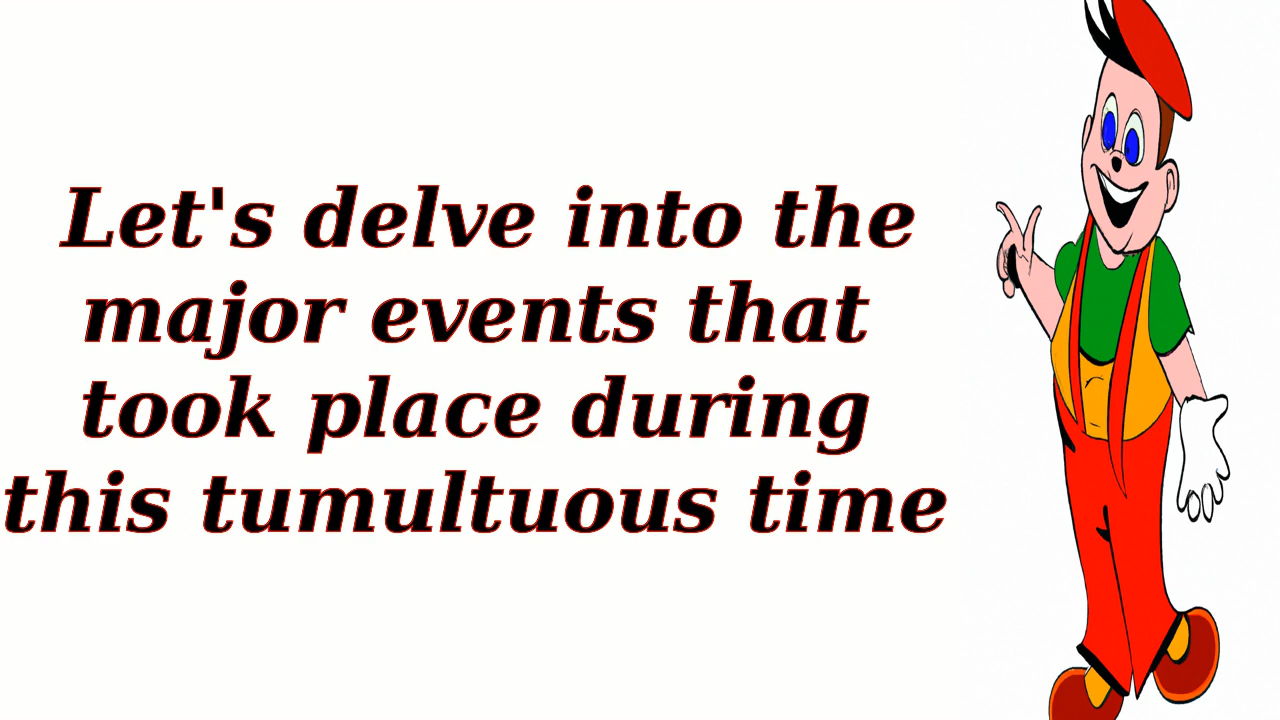 Let's delve into the
major events that
took place during
this tumultuous time